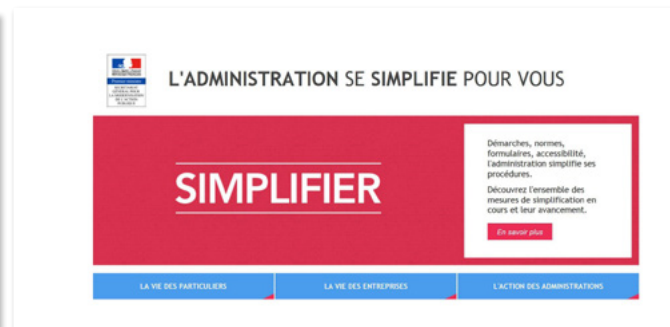 L'ADMINISTRATION SE SIMPLIFIE POUR VOUS
SIMPLIFIER
Démarches, normes,
formulaires, accessibilité,
l'administration simplifie ses
procédures.
Découvrez l'ensemble des
mesures de simplification en
cours et leur avancement.
En savoir plus
LA VIE DES PARTICULIERS
LA VIE DES ENTREPRISES
L'ACTION DES ADMINISTRATIONS